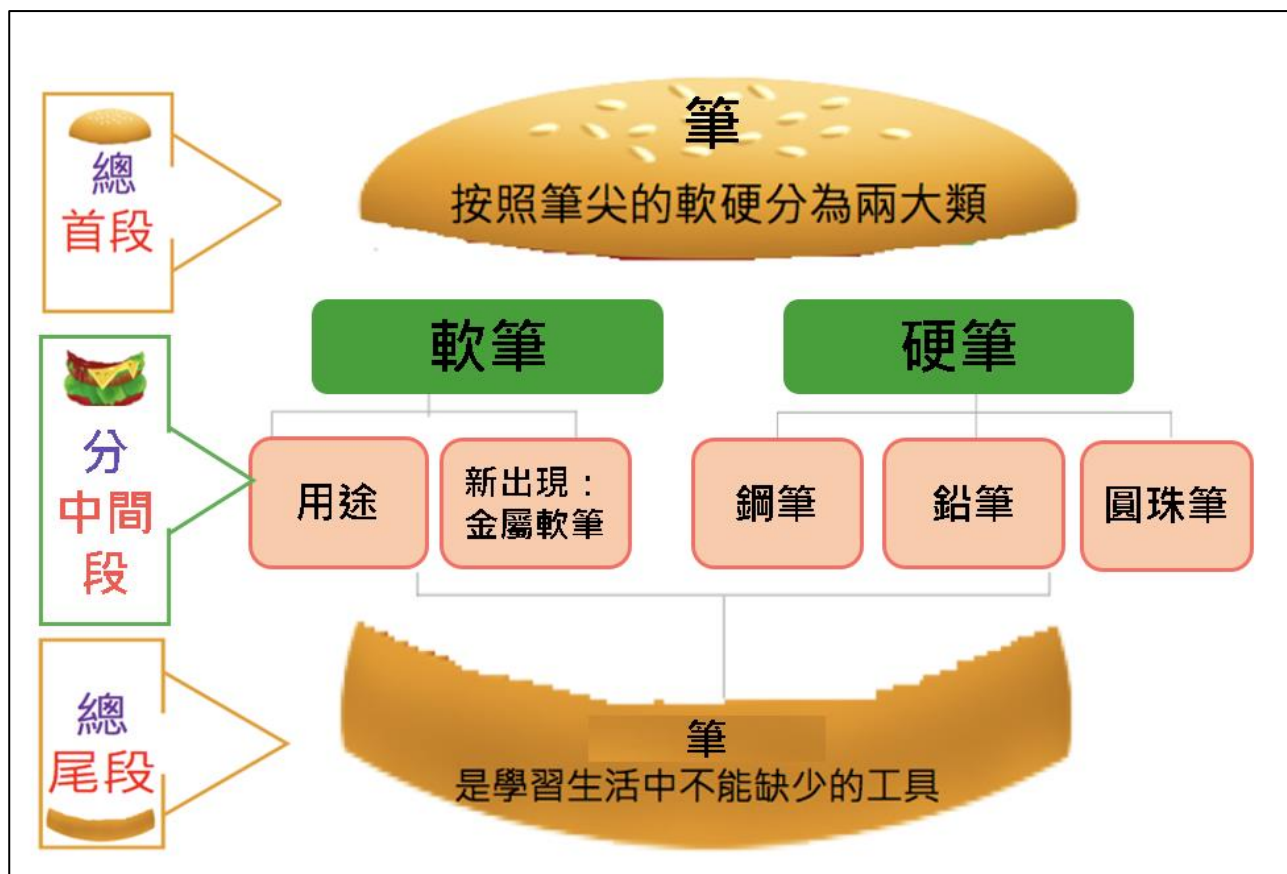 總
首段
筆
按照筆尖的軟硬分為兩大類
軟筆
硬筆
分
中間
段
用途
新出現：
金屬軟筆
鋼筆
鉛筆
圓珠筆
總
尾段
筆
是學習生活中不能缺少的工具